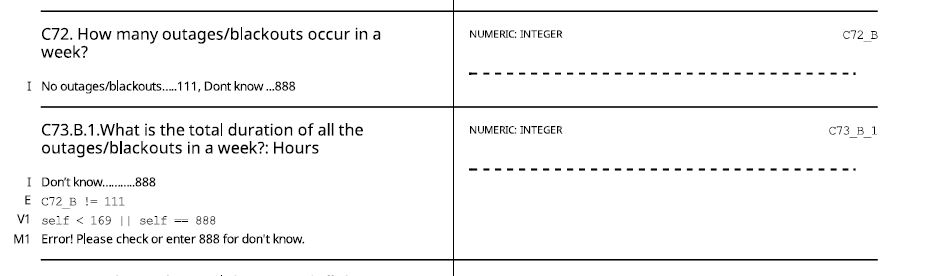 C72. How many outages/blackouts occur in a
week?
NUMERIC: INTEGER
C72_B
I No outages/blackouts.....111, Dont know ...888
C73.B.1.What is the total duration of all the
outages/blackouts in a week?: Hours
NUMERIC: INTEGER
C73_B_1
I Don't know...........888
E C72_B != 111
V1 self < 169 || self == 888
M1 Error! Please check or enter 888 for don't know.